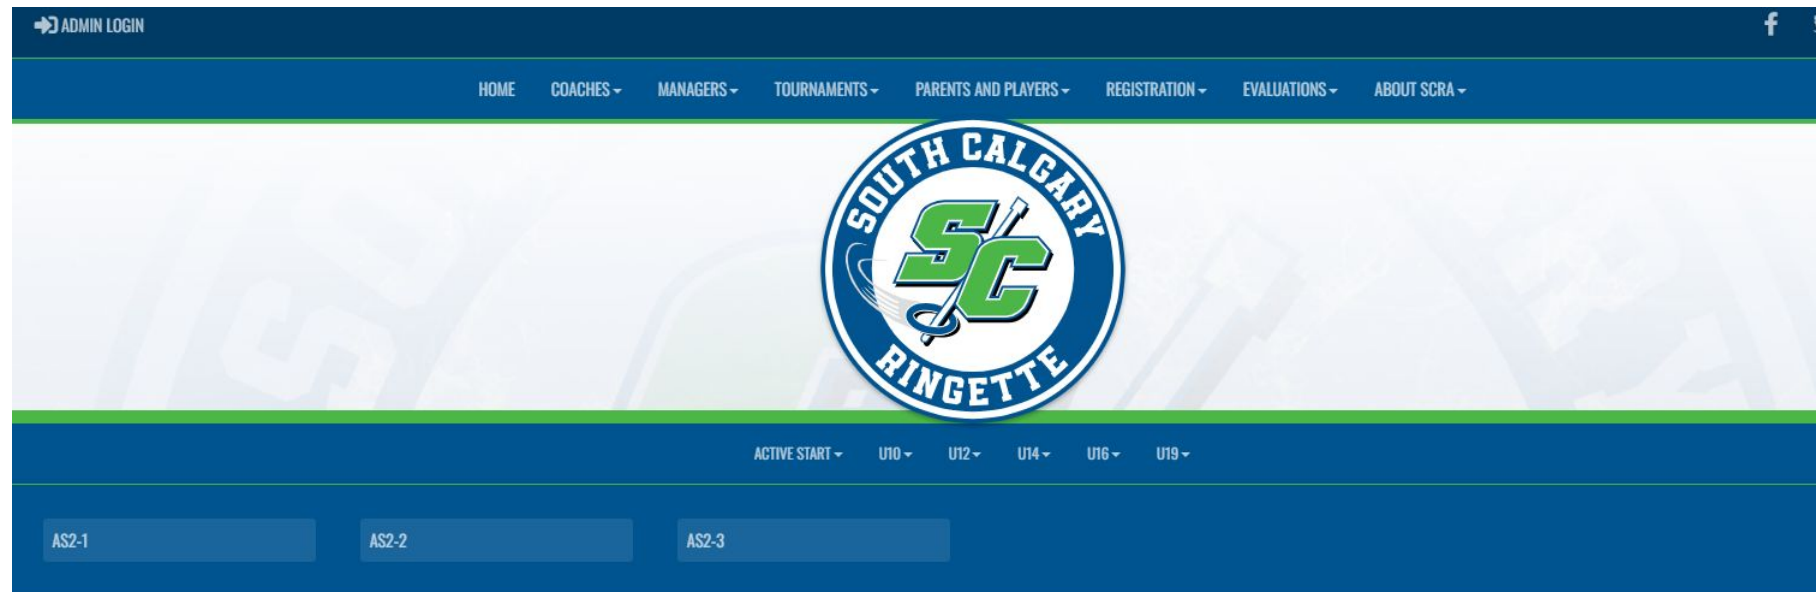 ADMIN LOGIN
HOME COACHES MANAGERS TOURNAMENTS PARENTS AND PLAYERS REGISTRATION EVALUATIONS ABOUT SCRA
SOUTH CALGARY
SC
RINGETTE
ACTIVE START U10 U12 U14 U16 U19
AS2-1 AS2-2 AS2-3